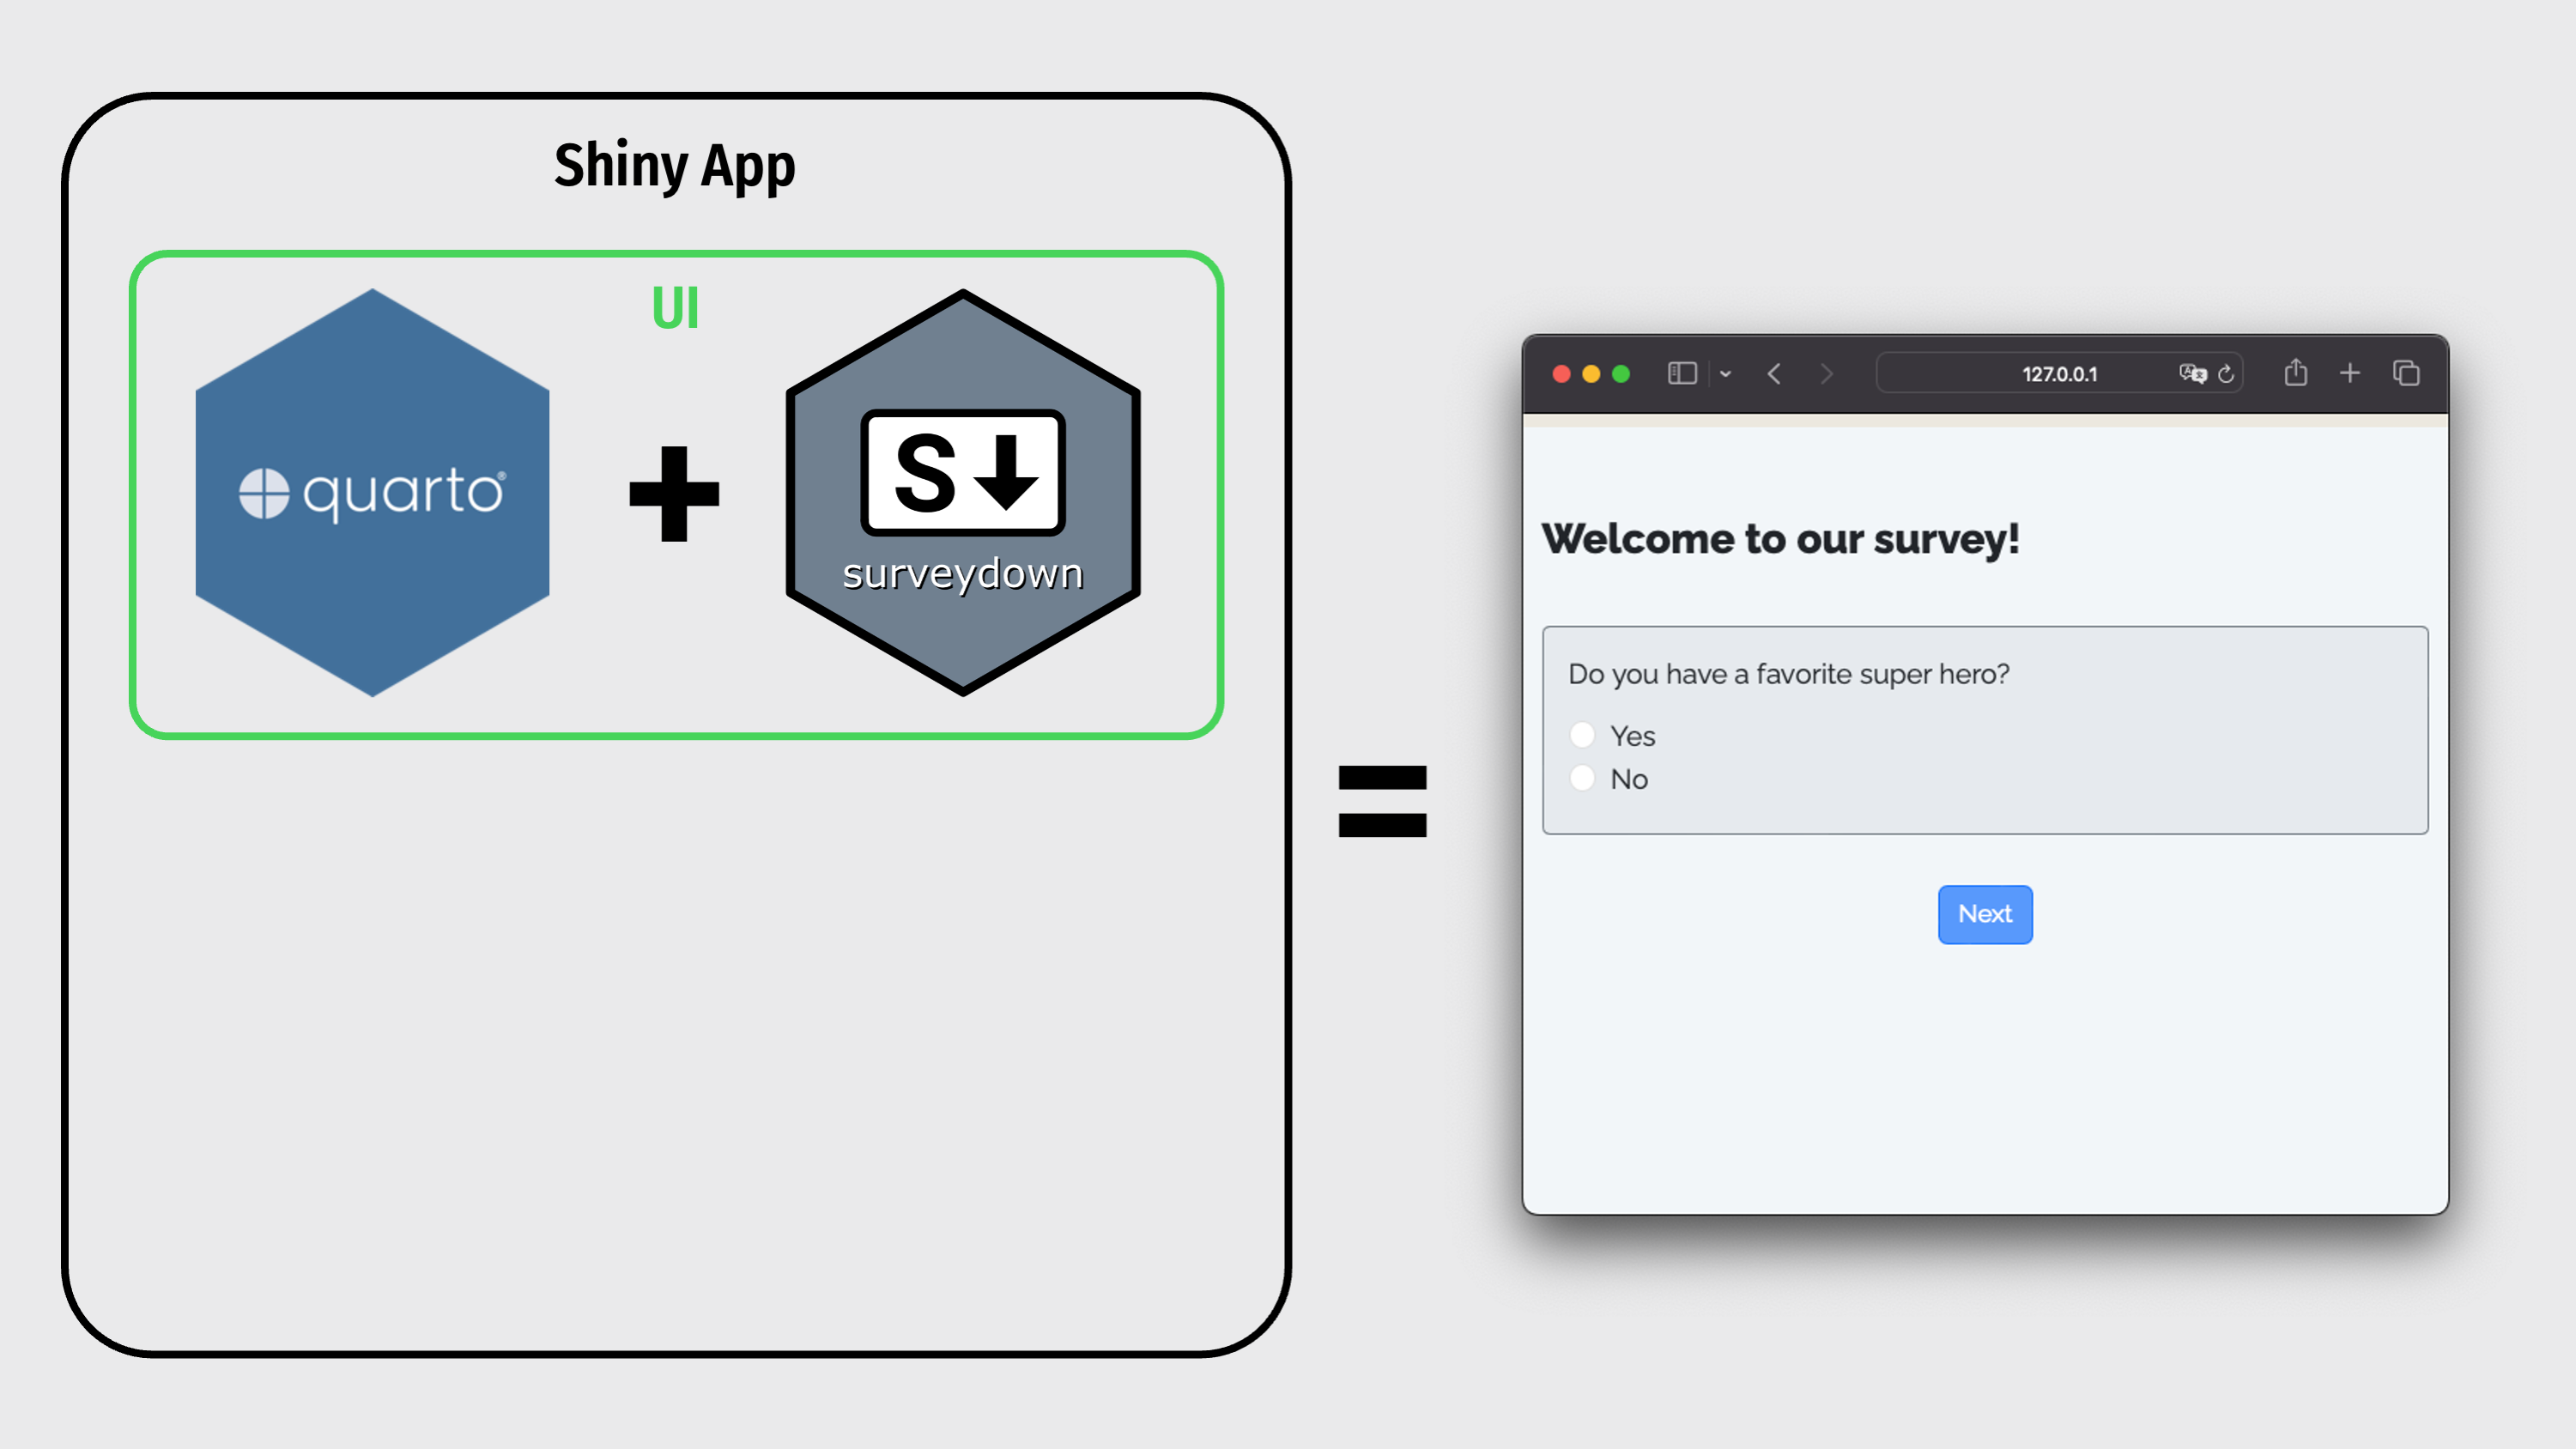 Shiny App
UI
quarto®
+
S
surveydown
=
127.0.0.1
Welcome to our survey!
Do you have a favorite super hero?
Yes
No
Next